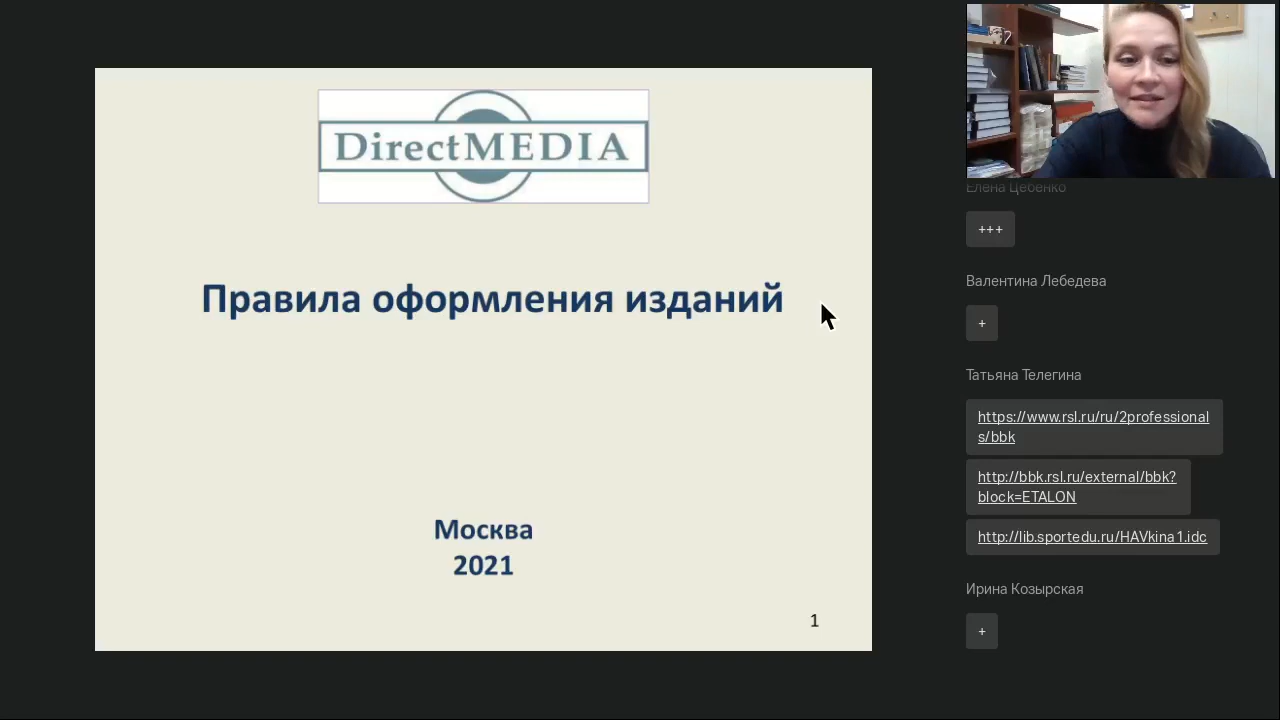 DirectMEDIA
Правила оформления изданий
Москва
2021
1
Елена Цебенко
+++
Валентина Лебедева
+
Татьяна Телегина
https://www.rsl.ru/ru/2professional
s/bbk
http://bbk.rsl.ru/external/bbk?
block=ETALON
http://lib.sportedu.ru/HAVkina1.idc
Ирина Козырская
+